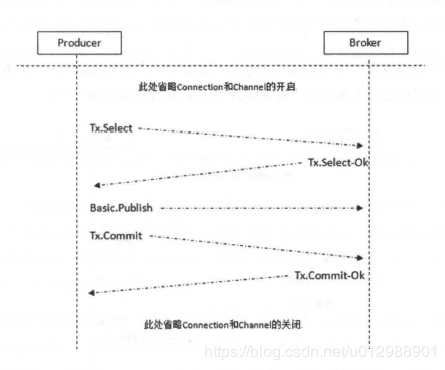 Producer
Broker
此处省略Connection和Channel的开启.
Tx.Select
Tx.Select-Ok
Basic.Publish
Tx.Commit
Tx.Commit-Ok
此处省略Connection和Channel的关闭.
https://blog.csdn.net/u012988901